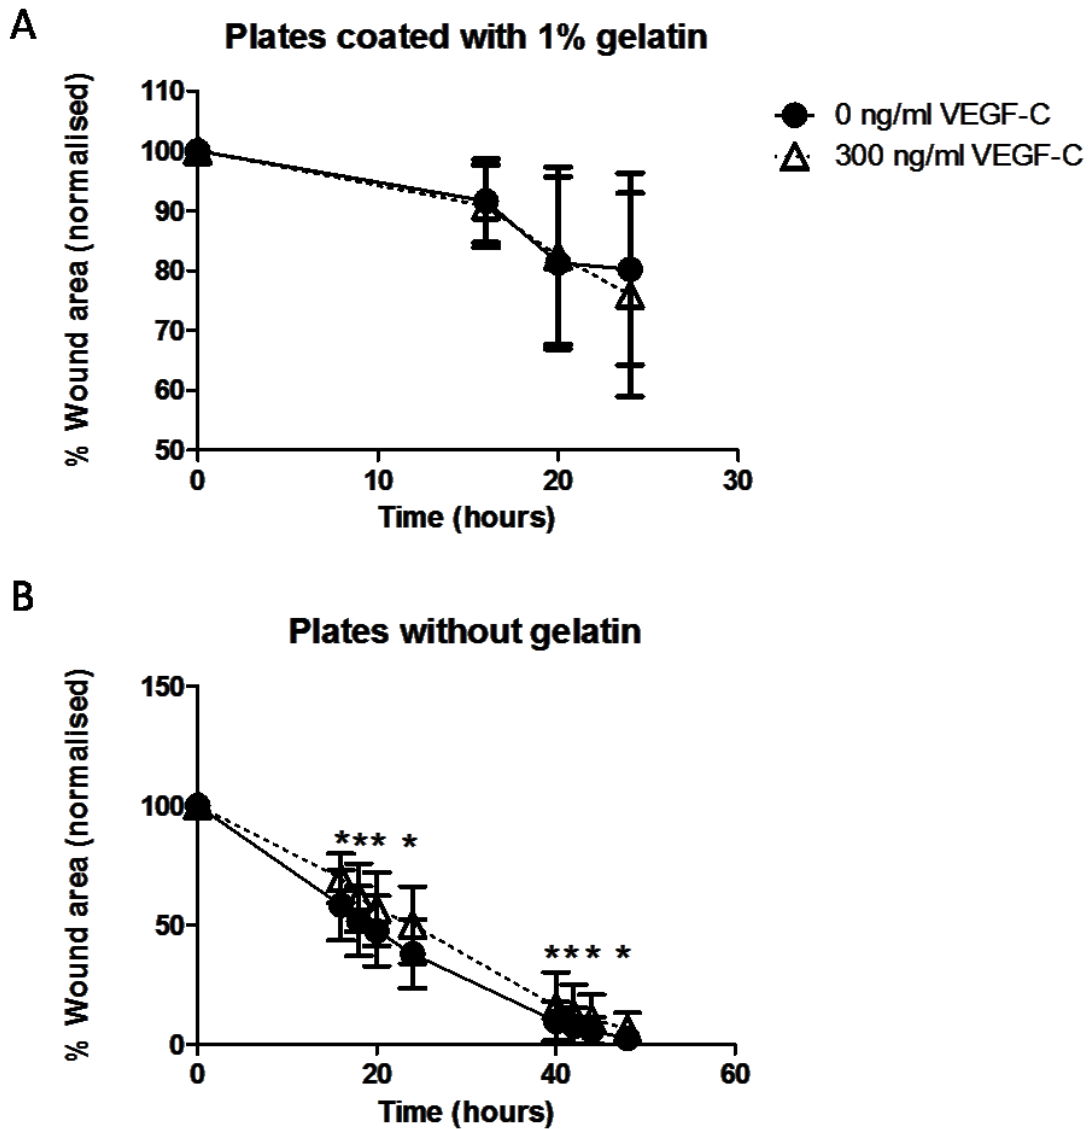 A
Plates coated with 1% gelatin
% Wound area (normalised)
110
100
90
80
70
60
50
0
10
20
30
Time (hours)
0 ng/ml VEGF-C
300 ng/ml VEGF-C
B
Plates without gelatin
% Wound area (normalised)
150
100
50
0
* * * *
* * * *
0
20
40
60
Time (hours)